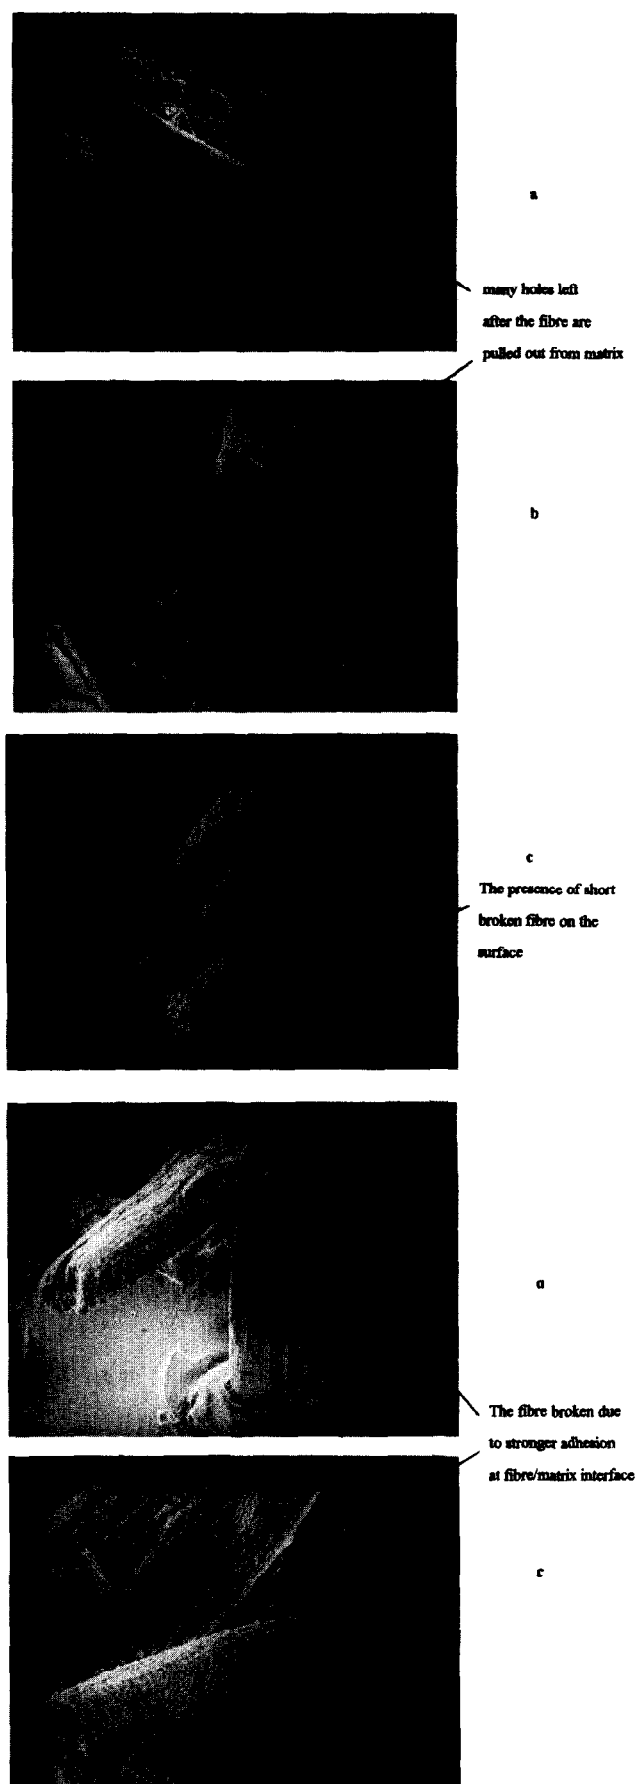 a
many holes left
after the fibre are
pulled out from matrix
b
c
The presence of short
broken fibre on the
surface
a
The fibre broken due
to stronger adhesion
at fibre/matrix interface
c